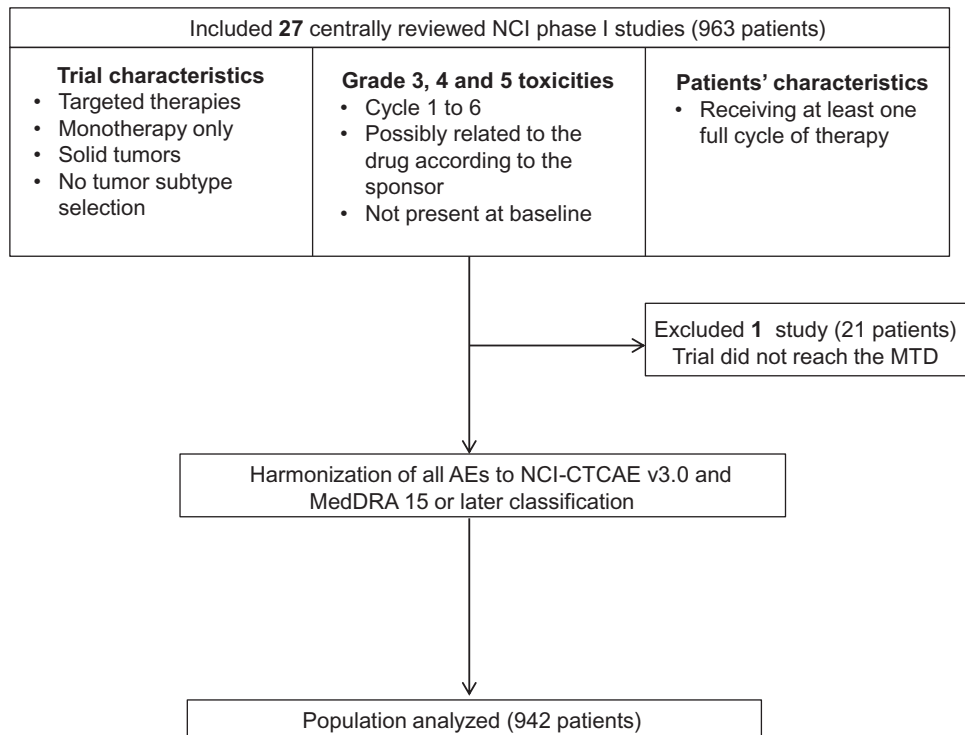 Included 27 centrally reviewed NCI phase I studies (963 patients)
Trial characteristics
• Targeted therapies
• Monotherapy only
• Solid tumors
• No tumor subtype
selection
Grade 3, 4 and 5 toxicities
• Cycle 1 to 6
• Possibly related to the
drug according to the
sponsor
• Not present at baseline
Patients’ characteristics
• Receiving at least one
full cycle of therapy
Excluded 1 study (21 patients)
Trial did not reach the MTD
Harmonization of all AEs to NCI-CTCAE v3.0 and
MedDRA 15 or later classification
Population analyzed (942 patients)